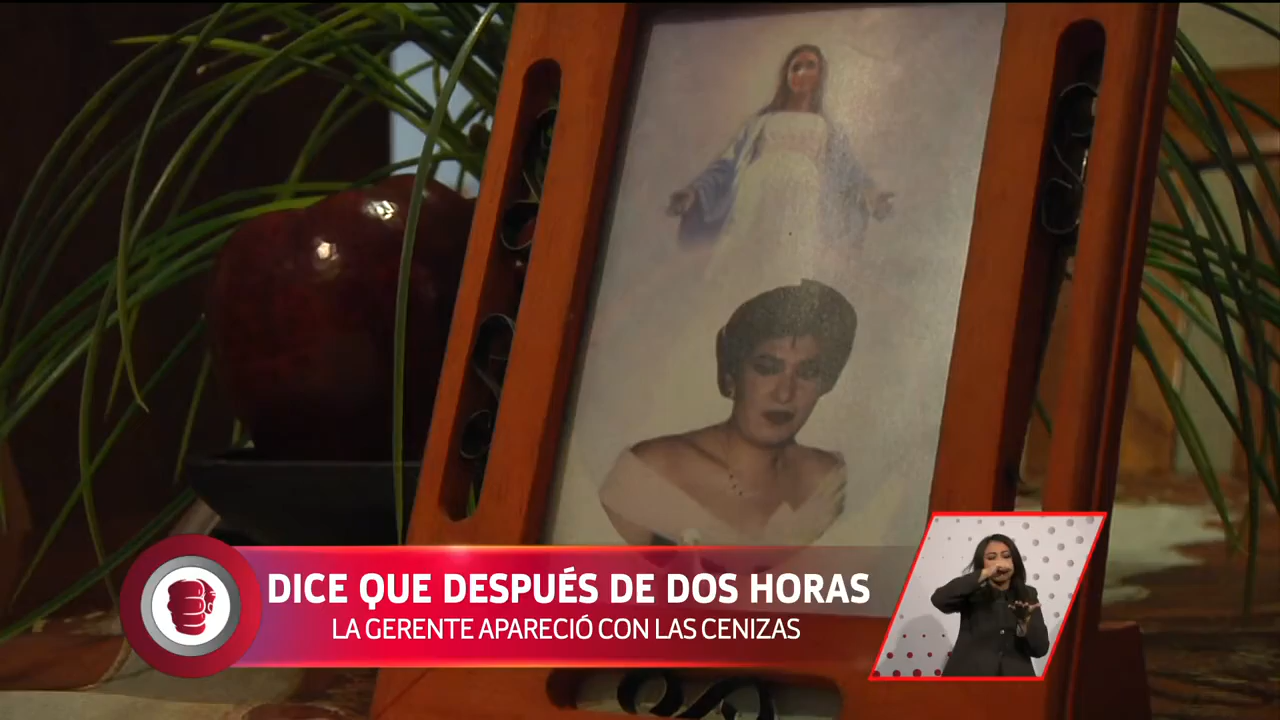 DICE QUE DESPUÉS DE DOS HORAS
LA GERENTE APARECIÓ CON LAS CENIZAS